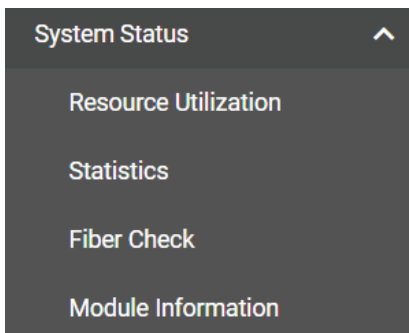 System Status
Resource Utilization
Statistics
Fiber Check
Module Information